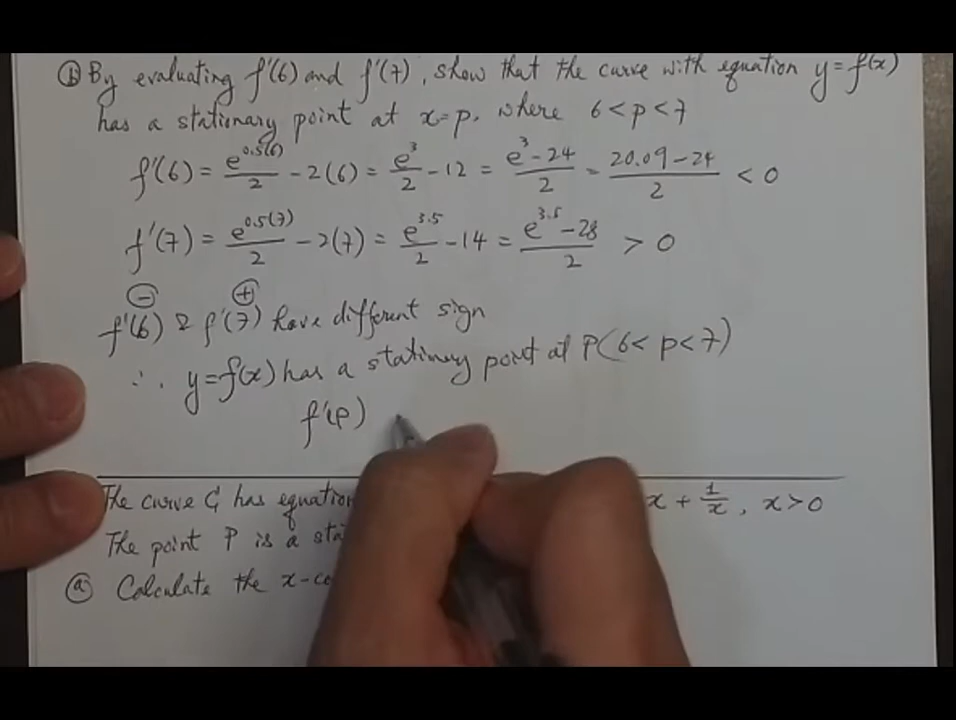 ⓑ By evaluating f'(6) and f'(7), show that the curve with equation y=f(x)
has a stationary point at x=p, where 6<p<7
f'(6) = e^0.5(6)/2 - 2(6) = e^3/2 - 12 = e^3-24/2 = 20.09-24/2 < 0
f'(7) = e^0.5(7)/2 - 2(7) = e^3.5/2 - 14 = e^3.5-28/2 > 0
⊖ ⊕
f'(6) & f'(7) have different sign
∴ y=f(x) has a statinary point at P(6<p<7)
f'(p)
The curve G has equation x + 1/x, x>0
The point P is a sta
ⓐ Calculate the x-co